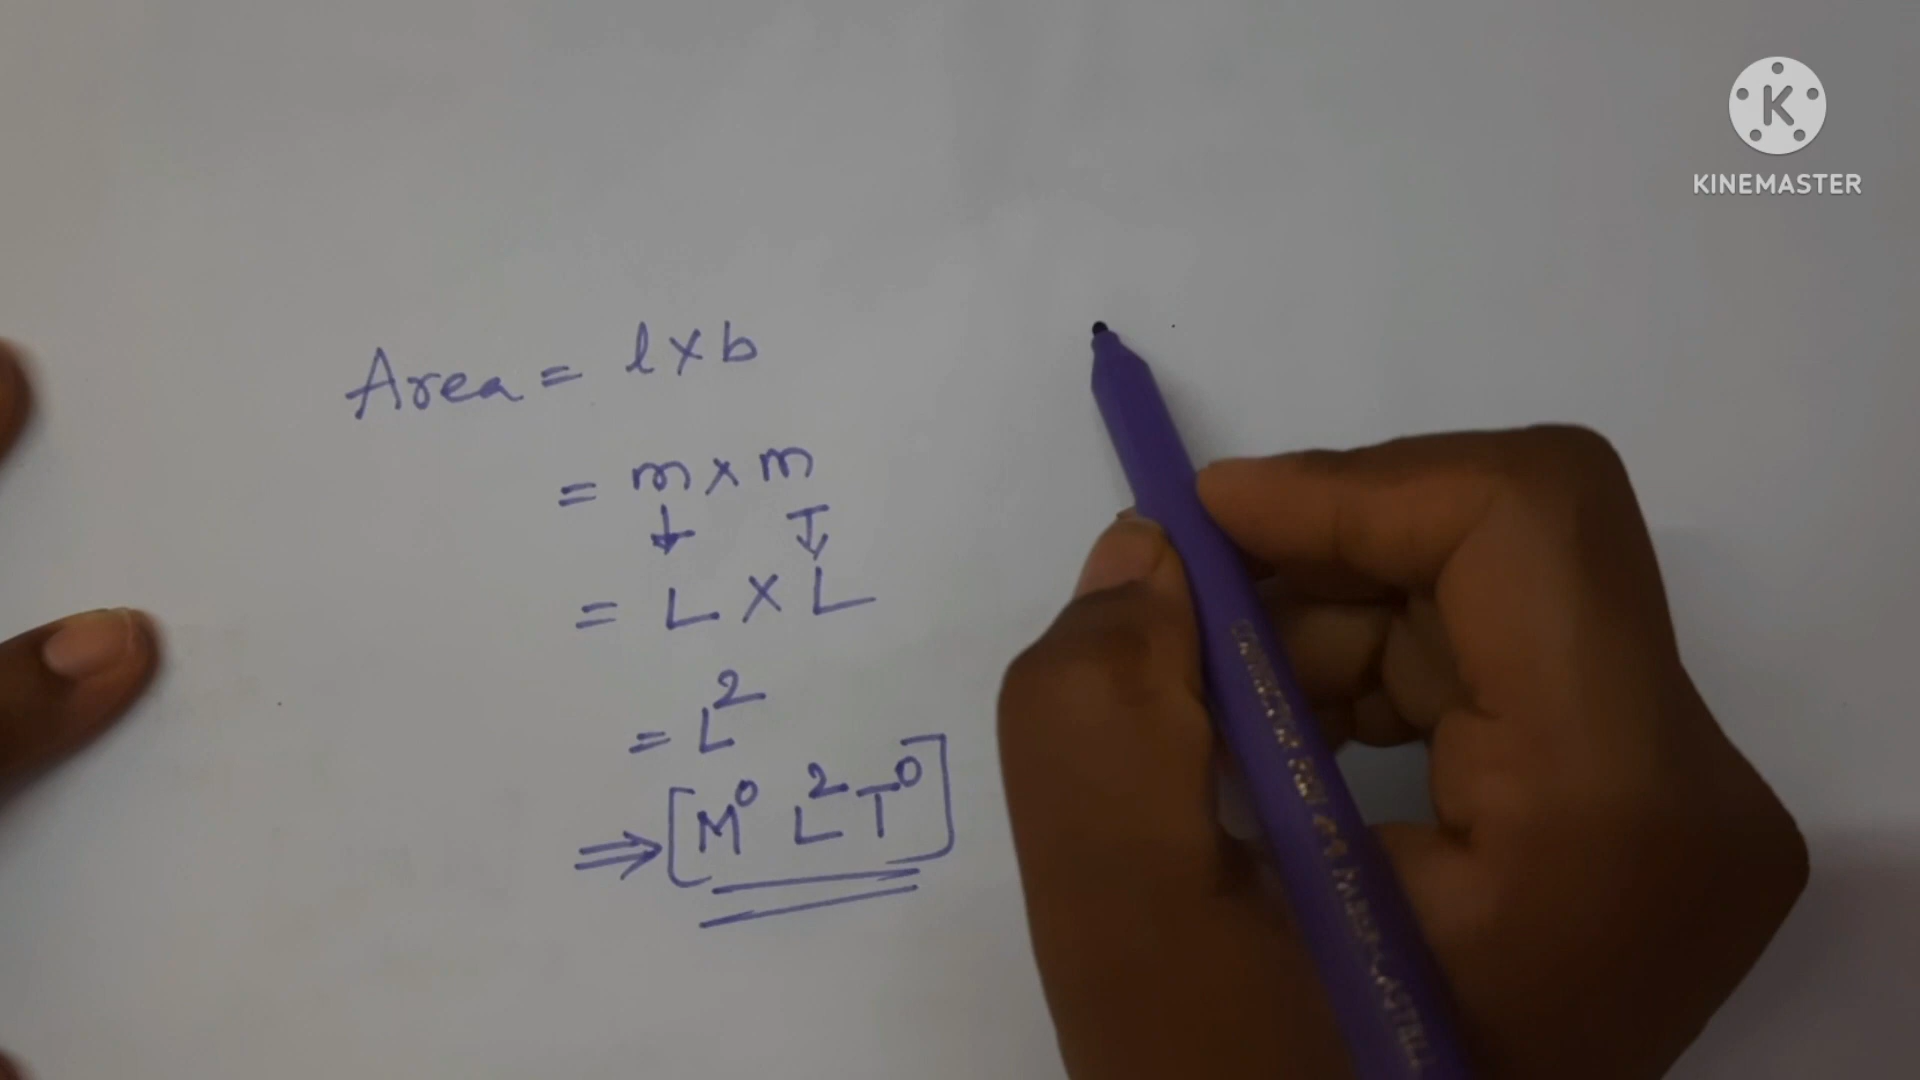 K
KINEMASTER
Area = l x b
= m x m
↓ ↓
= L X L
= L²
⇒ [M⁰ L² T⁰]